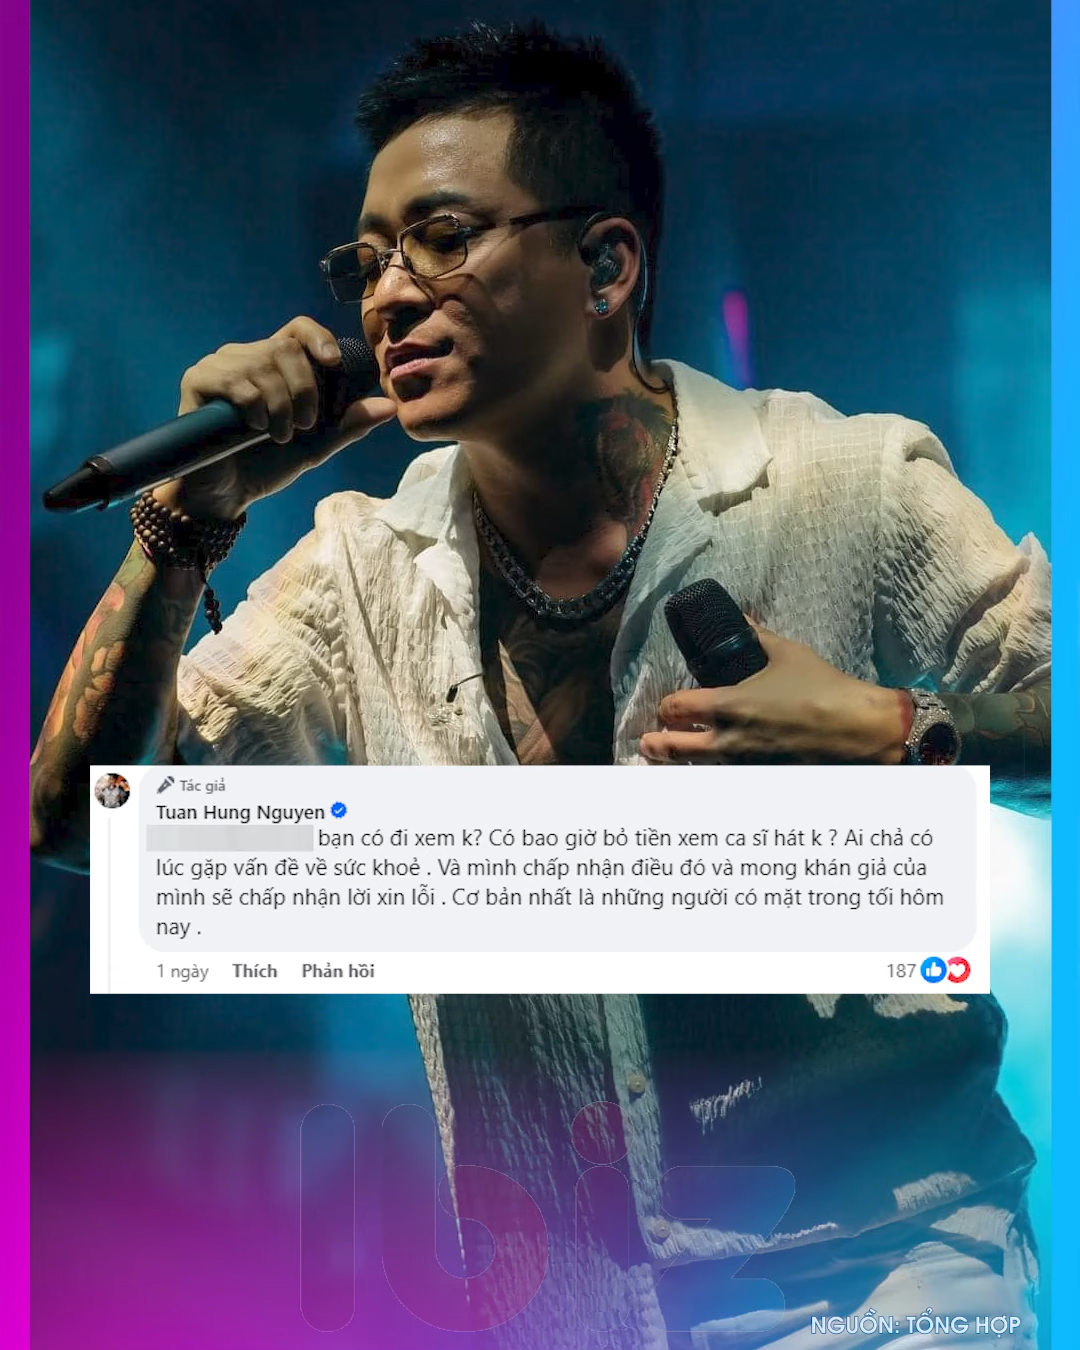 Tác giả
Tuan Hung Nguyen
bạn có đi xem k? Có bao giờ bỏ tiền xem ca sĩ hát k ? Ai chả có
lúc gặp vấn đề về sức khoẻ . Và mình chấp nhận điều đó và mong khán giả của
mình sẽ chấp nhận lời xin lỗi . Cơ bản nhất là những người có mặt trong tối hôm
nay .
1 ngày Thích Phản hồi 187
1biz
NGUỒN: TỔNG HỢP